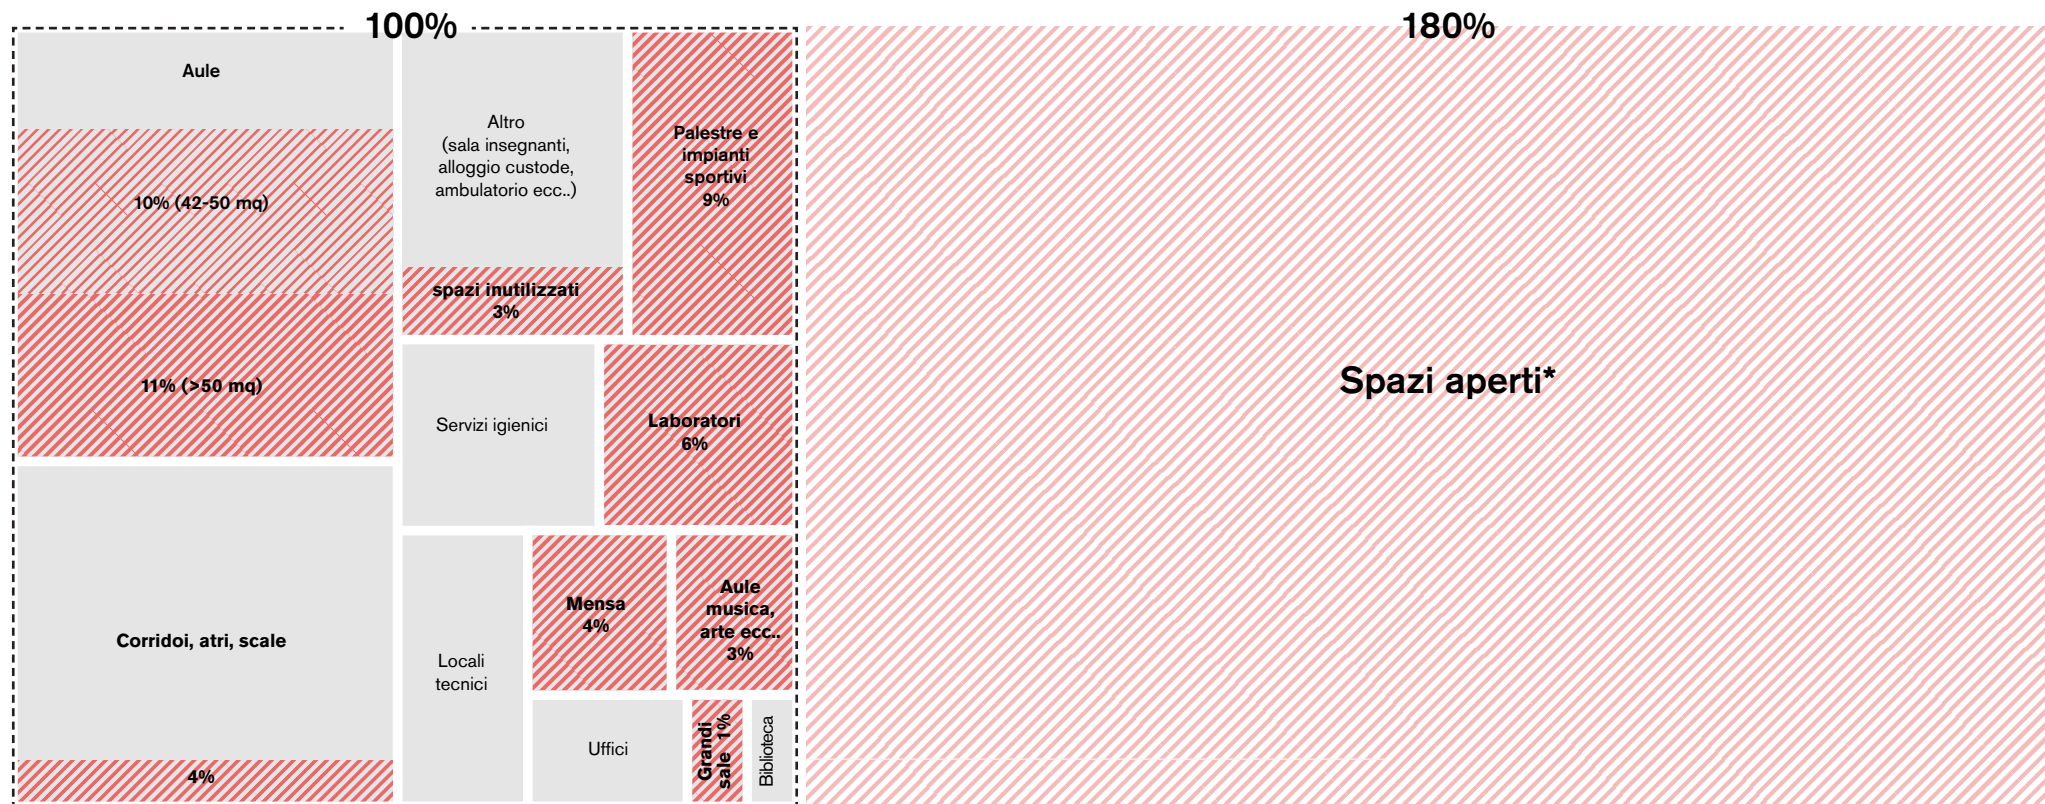 100%
180%
Aule
10% (42-50 mq)
11% (>50 mq)
Corridoi, atri, scale
4%
Altro
(sala insegnanti,
alloggio custode,
ambulatorio ecc..)
spazi inutilizzati
3%
Palestre e
impianti
sportivi
9%
Servizi igienici
Laboratori
6%
Locali
tecnici
Mensa
4%
Aule
musica,
arte ecc..
3%
Uffici
Grandi
sale 1%
Biblioteca
Spazi aperti*